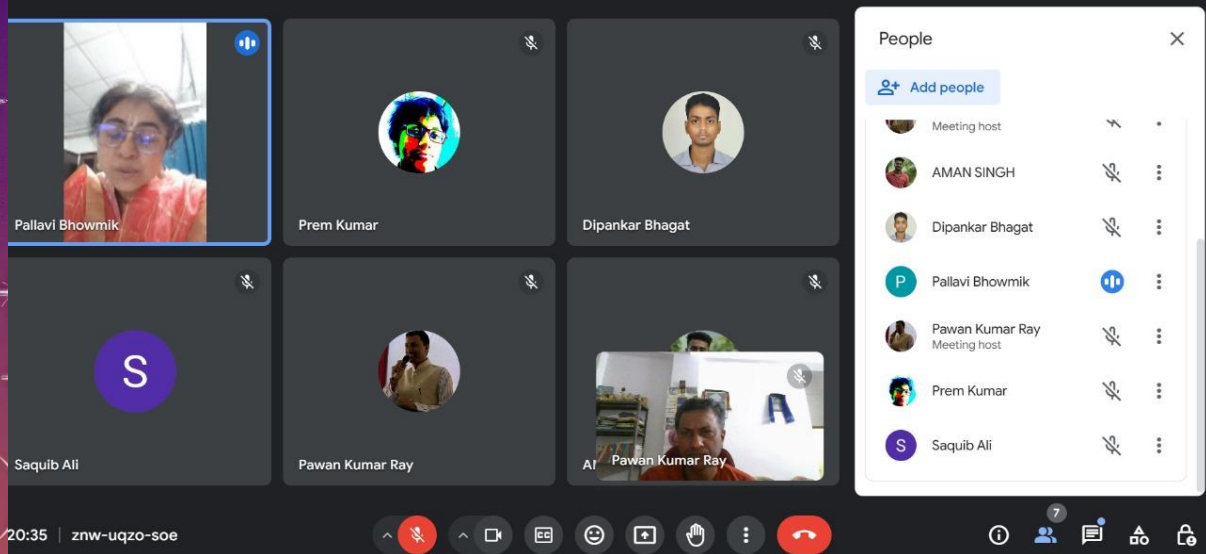 Pallavi Bhowmik
Prem Kumar
Dipankar Bhagat
S
Saquib Ali
Pawan Kumar Ray
Al
Pawan Kumar Ray
People
Add people
Meeting host
AMAN SINGH
Dipankar Bhagat
P
Pallavi Bhowmik
Pawan Kumar Ray
Meeting host
Prem Kumar
S
Saquib Ali
20:35 | znw-uqzo-soe
CC
7